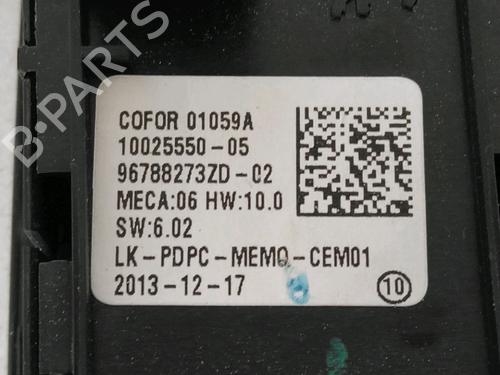 B-PARTS
COFOR 01059A
10025550-05
96788273ZD-02
MECA:06 HW:10.0
SW:6.02
LK-PDPC-MEMO-CEM01
2013-12-17
10